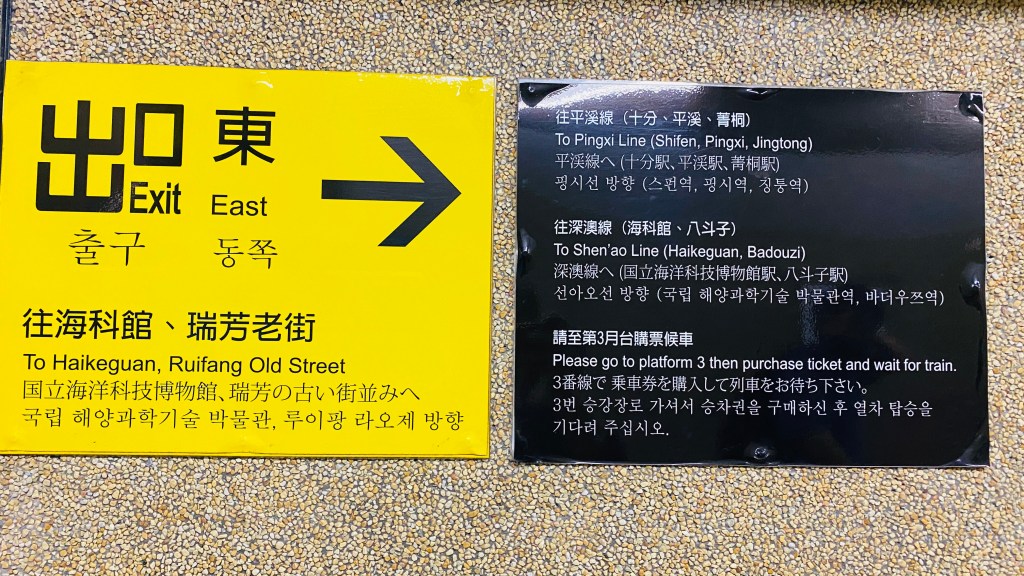 出口 東
Exit East
출구 동쪽
往海科館、瑞芳老街
To Haikeguan, Ruifang Old Street
国立海洋科技博物館、瑞芳の古い街並みへ
국립 해양과학기술 박물관, 루이팡 라오제 방향
往平溪線（十分、平溪、菁桐）
To Pingxi Line (Shifen, Pingxi, Jingtong)
平渓線へ (十分駅、平渓駅、菁桐駅)
핑시선 방향 (스펀역, 핑시역, 징통역)
往深澳線（海科館、八斗子）
To Shen'ao Line (Haikeguan, Badouzi)
深澳線へ (国立海洋科技博物館駅、八斗子駅)
선아오선 방향 (국립 해양과학기술 박물관역, 바더우쯔역)
請至第3月台購票候車
Please go to platform 3 then purchase ticket and wait for train.
3番線で 乗車券を購入して列車をお待ち下さい。
3번 승강장로 가셔서 승차권을 구매하신 후 열차 탑승을
기다려 주십시오.